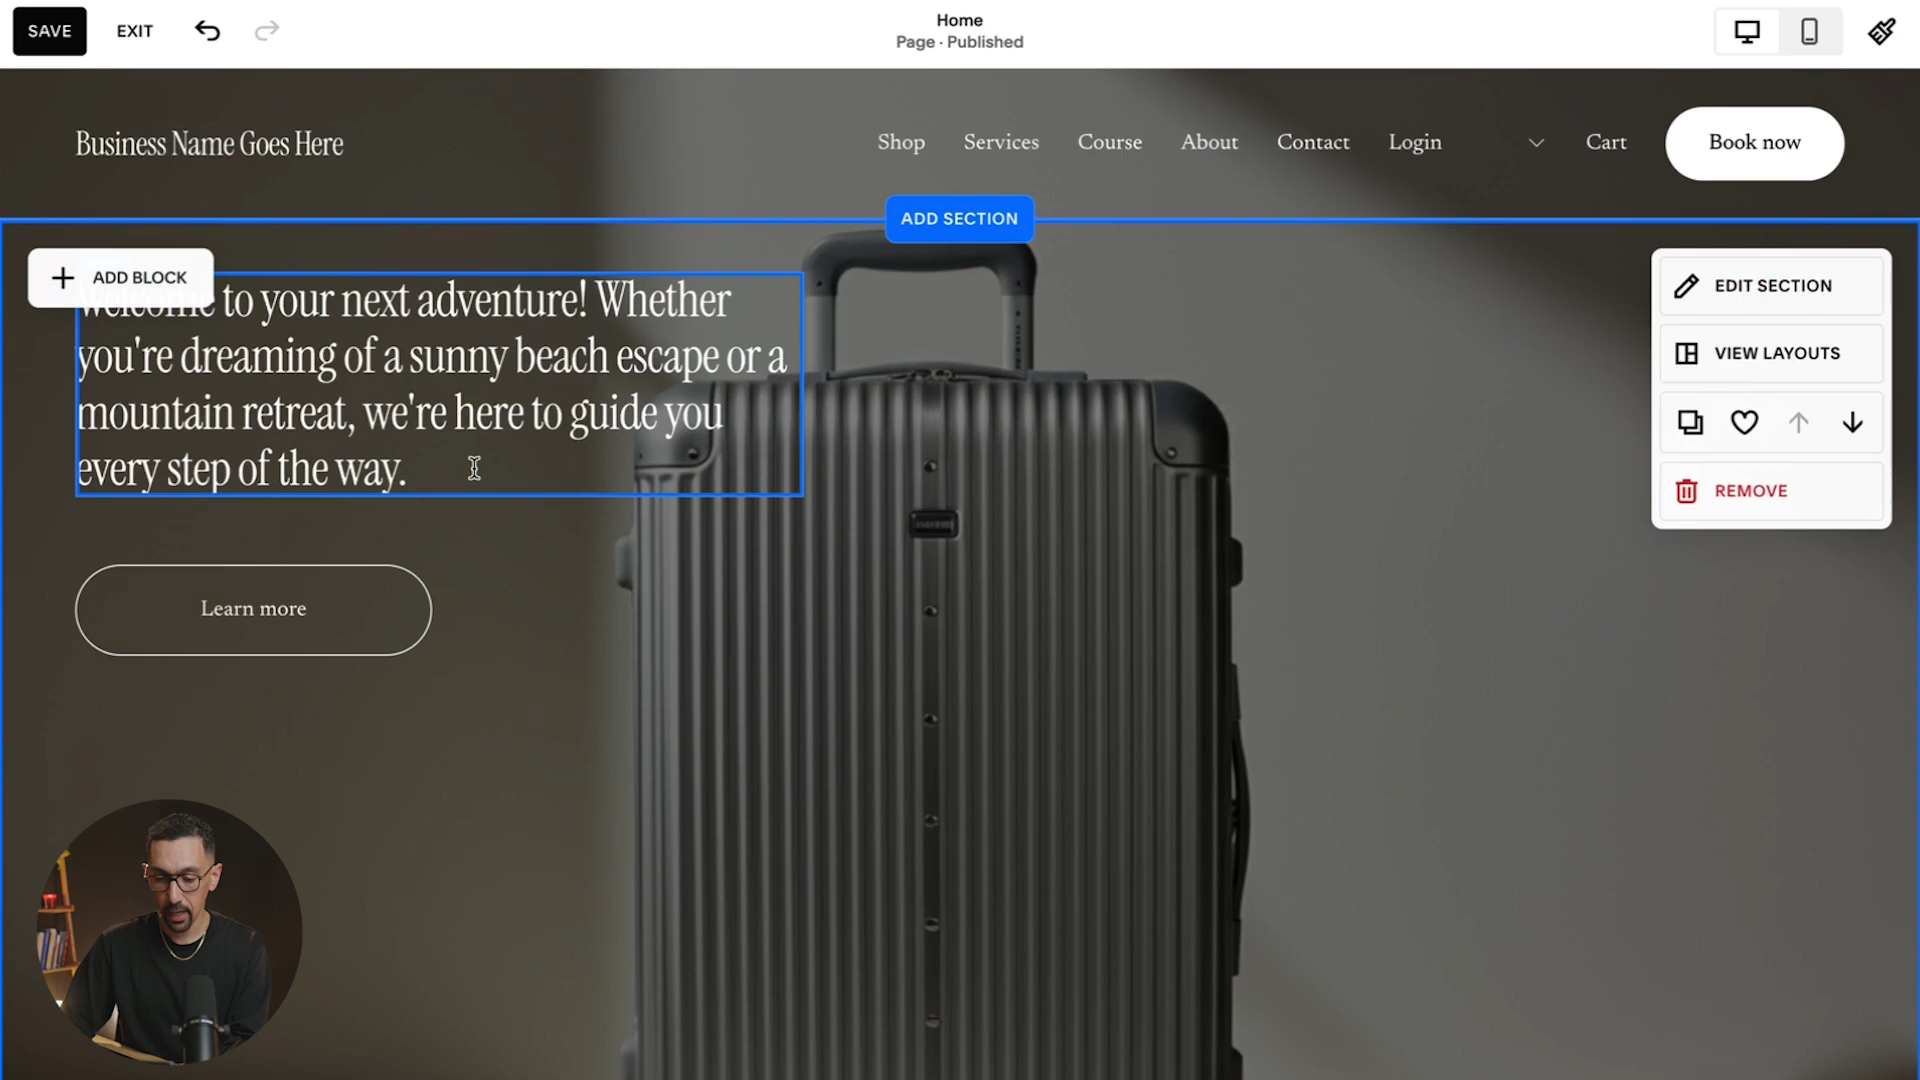 SAVE
EXIT
Home
Page · Published
Business Name Goes Here
Shop
Services
Course
About
Contact
Login
Cart
Book now
ADD SECTION
ADD BLOCK
Welcome to your next adventure! Whether
you're dreaming of a sunny beach escape or a
mountain retreat, we're here to guide you
every step of the way.
Learn more
EDIT SECTION
VIEW LAYOUTS
REMOVE